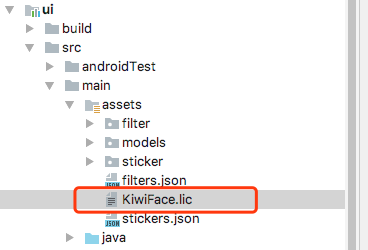 ui
build
src
androidTest
main
assets
filter
models
sticker
filters.json
KiwiFace.lic
stickers.json
java